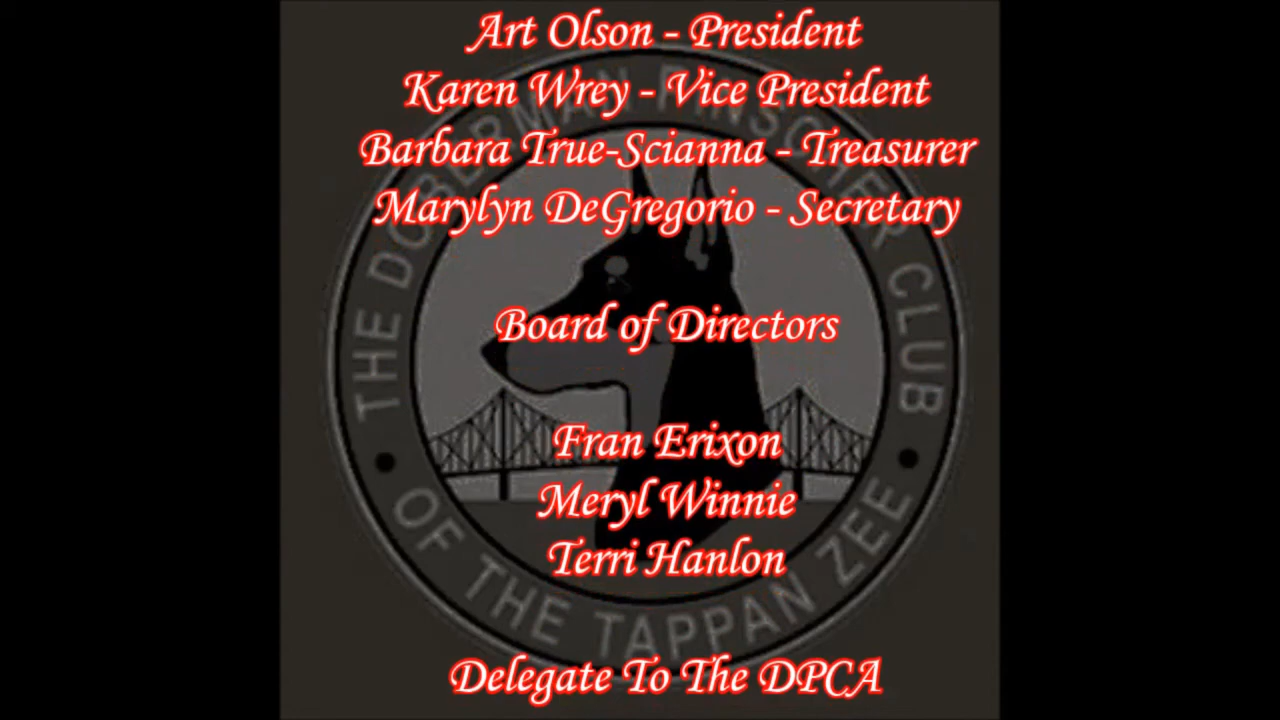 Art Olson - President
Karen Wrey - Vice President
Barbara True-Scianna - Treasurer
Marylyn DeGregorio - Secretary
Board of Directors
Fran Erixon
Meryl Winnie
Terri Hanlon
Delegate To The DPCA
THE DOBERMAN PINSCHER CLUB
OF THE TAPPAN ZEE